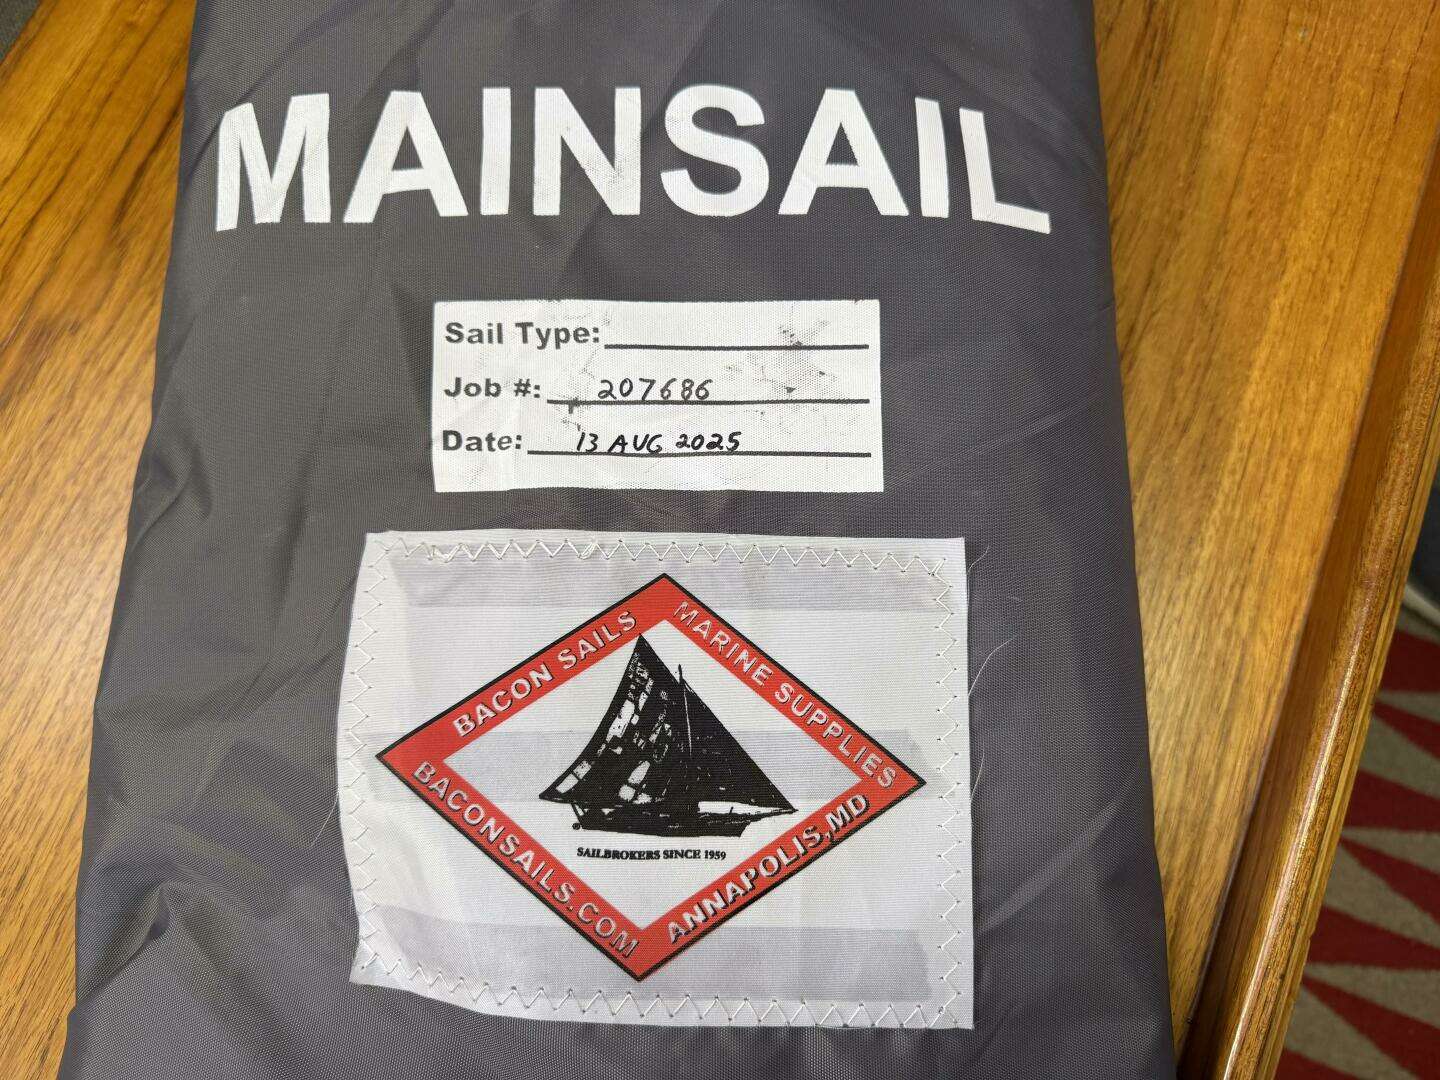 MAINSAIL
Sail Type:
Job #: 207686
Date: 13 AUG 2025
BACON SAILS
MARINE SUPPLIES
BACONSAILS.COM
ANNAPOLIS, MD
SAILBROKERS SINCE 1959